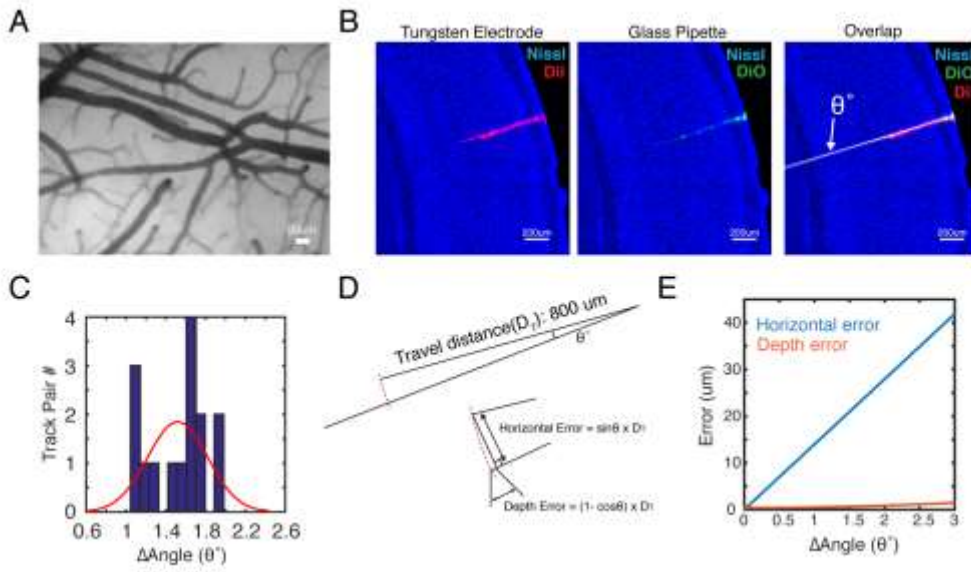 A
B
Tungsten Electrode
Glass Pipette
Overlap
Nissl
DiI
Nissl
DiO
Nissl
DiO
DiI
θ°
200um
200um
200um
C
D
E
Track Pair #
4
3
2
1
0
0.6 1 1.4 1.8 2.2 2.6
ΔAngle (θ°)
Travel distance(DT): 800 um
θ°
Horizontal Error = sinθ x DT
Depth Error = (1- cosθ) x DT
Horizontal error
Depth error
Error (um)
40
30
20
10
0
0 0.5 1 1.5 2 2.5 3
ΔAngle (θ°)